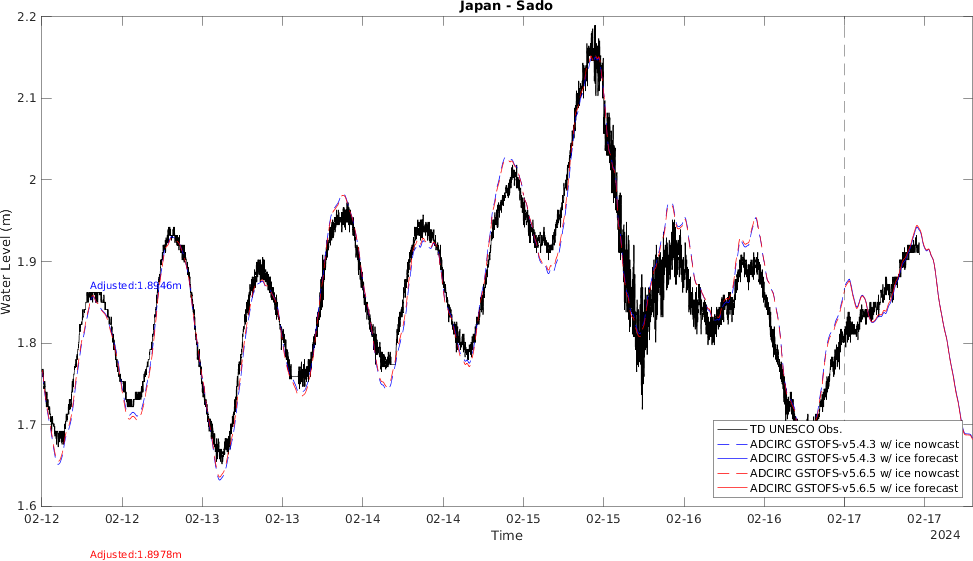 Japan - Sado
2.2
2.1
2
1.9
1.8
1.7
1.6
Water Level (m)
Adjusted:1.8946m
TD UNESCO Obs.
ADCIRC GSTOFS-v5.4.3 w/ ice nowcast
ADCIRC GSTOFS-v5.4.3 w/ ice forecast
ADCIRC GSTOFS-v5.6.5 w/ ice nowcast
ADCIRC GSTOFS-v5.6.5 w/ ice forecast
02-12 02-12 02-13 02-13 02-14 02-14 02-15 02-15 02-16 02-16 02-17 02-17
Time
2024
Adjusted:1.8978m